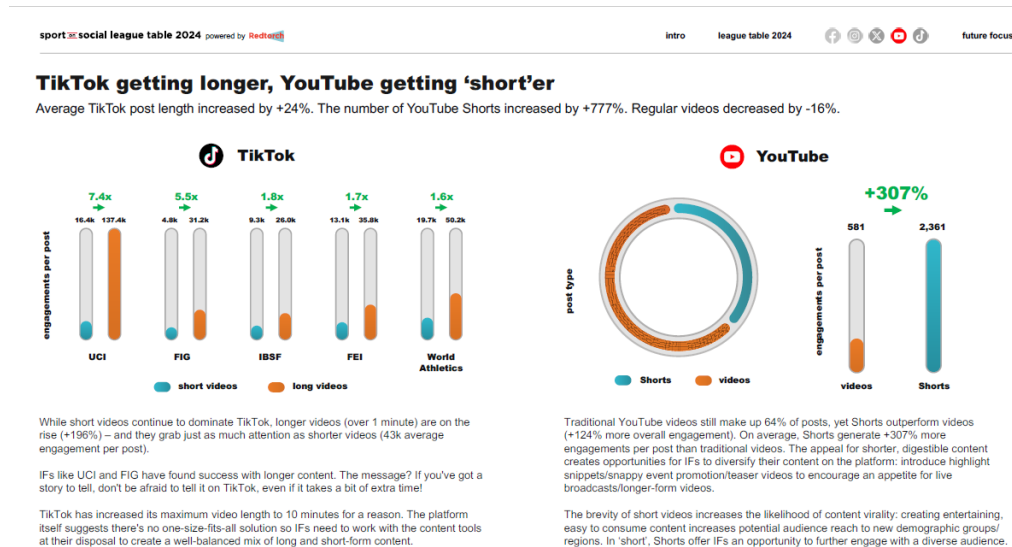 sport on social league table 2024 powered by Redtorch
intro
league table 2024
future focus
TikTok getting longer, YouTube getting ‘short’er
Average TikTok post length increased by +24%. The number of YouTube Shorts increased by +777%. Regular videos decreased by -16%.
TikTok
7.4x
5.5x
1.8x
1.7x
1.6x
16.4k 137.4k
4.8k 31.2k
9.3k 26.0k
13.1k 35.8k
19.7k 50.2k
engagements per post
UCI
FIG
IBSF
FEI
World
Athletics
short videos
long videos
While short videos continue to dominate TikTok, longer videos (over 1 minute) are on the
rise (+196%) – and they grab just as much attention as shorter videos (43k average
engagement per post).
IFs like UCI and FIG have found success with longer content. The message? If you've got a
story to tell, don't be afraid to tell it on TikTok, even if it takes a bit of extra time!
TikTok has increased its maximum video length to 10 minutes for a reason. The platform
itself suggests there's no one-size-fits-all solution so IFs need to work with the content tools
at their disposal to create a well-balanced mix of long and short-form content.
YouTube
post type
Shorts
videos
+307%
581
2,361
engagements per post
videos
Shorts
Traditional YouTube videos still make up 64% of posts, yet Shorts outperform videos
(+124% more overall engagement). On average, Shorts generate +307% more
engagements per post than traditional videos. The appeal for shorter, digestible content
creates opportunities for IFs to diversify their content on the platform: introduce highlight
snippets/snappy event promotion/teaser videos to encourage an appetite for live
broadcasts/longer-form videos.
The brevity of short videos increases the likelihood of content virality: creating entertaining,
easy to consume content increases potential audience reach to new demographic groups/
regions. In ‘short’, Shorts offer IFs an opportunity to further engage with a diverse audience.